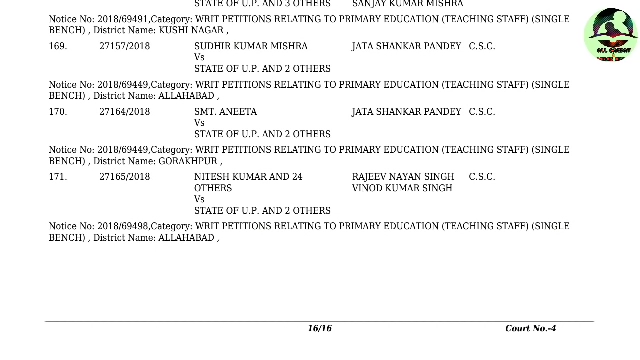 STATE OF U.P. AND 3 OTHERS SANJAY KUMAR MISHRA
Notice No: 2018/69491,Category: WRIT PETITIONS RELATING TO PRIMARY EDUCATION (TEACHING STAFF) (SINGLE
BENCH) , District Name: KUSHI NAGAR ,
169. 27157/2018 SUDHIR KUMAR MISHRA JATA SHANKAR PANDEY C.S.C.
Vs
STATE OF U.P. AND 2 OTHERS
Notice No: 2018/69449,Category: WRIT PETITIONS RELATING TO PRIMARY EDUCATION (TEACHING STAFF) (SINGLE
BENCH) , District Name: ALLAHABAD ,
170. 27164/2018 SMT. ANEETA JATA SHANKAR PANDEY C.S.C.
Vs
STATE OF U.P. AND 2 OTHERS
Notice No: 2018/69449,Category: WRIT PETITIONS RELATING TO PRIMARY EDUCATION (TEACHING STAFF) (SINGLE
BENCH) , District Name: GORAKHPUR ,
171. 27165/2018 NITESH KUMAR AND 24 RAJEEV NAYAN SINGH C.S.C.
OTHERS VINOD KUMAR SINGH
Vs
STATE OF U.P. AND 2 OTHERS
Notice No: 2018/69498,Category: WRIT PETITIONS RELATING TO PRIMARY EDUCATION (TEACHING STAFF) (SINGLE
BENCH) , District Name: ALLAHABAD ,
16/16 Court No.-4